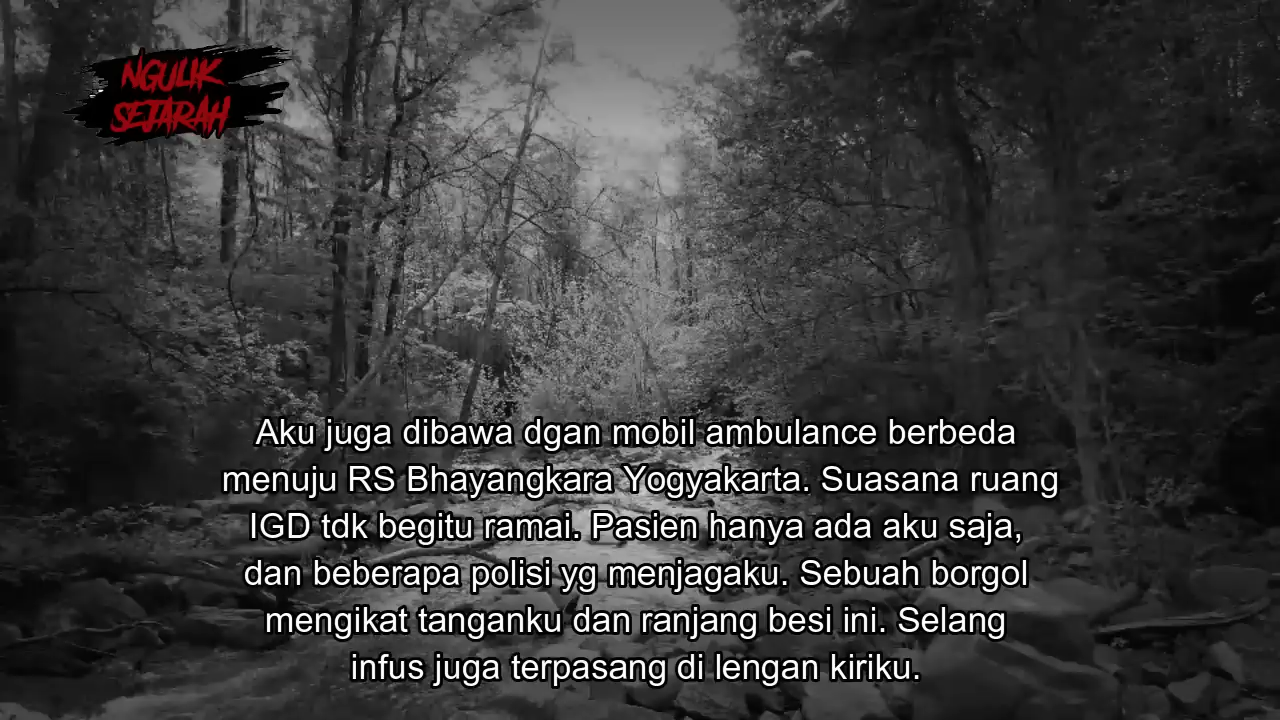 NGULIK
SEJARAH
Aku juga dibawa dgan mobil ambulance berbeda
menuju RS Bhayangkara Yogyakarta. Suasana ruang
IGD tdk begitu ramai. Pasien hanya ada aku saja,
dan beberapa polisi yg menjagaku. Sebuah borgol
mengikat tanganku dan ranjang besi ini. Selang
infus juga terpasang di lengan kiriku.